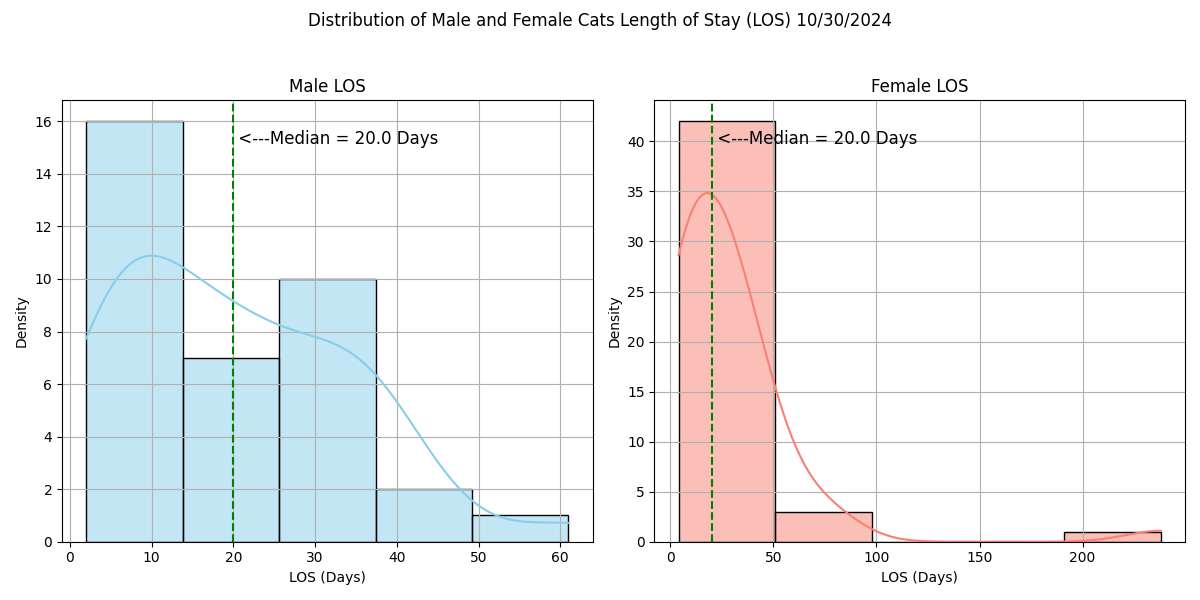 Distribution of Male and Female Cats Length of Stay (LOS) 10/30/2024
Male LOS
16
14
12
10
8
6
4
2
0
Density
<---Median = 20.0 Days
0 10 20 30 40 50 60
LOS (Days)
Female LOS
40
35
30
25
20
15
10
5
0
Density
<---Median = 20.0 Days
0 50 100 150 200
LOS (Days)